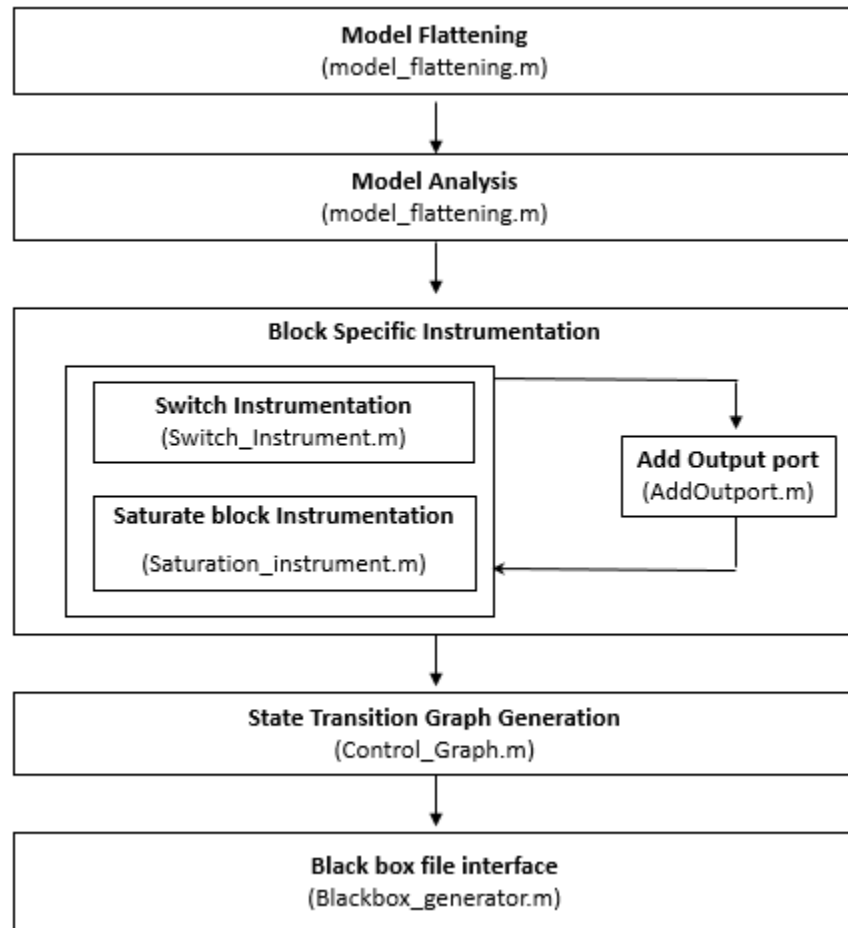 Model Flattening
(model_flattening.m)
Model Analysis
(model_flattening.m)
Block Specific Instrumentation
Switch Instrumentation
(Switch_Instrument.m)
Saturate block Instrumentation
(Saturation_instrument.m)
Add Output port
(AddOutport.m)
State Transition Graph Generation
(Control_Graph.m)
Black box file interface
(Blackbox_generator.m)